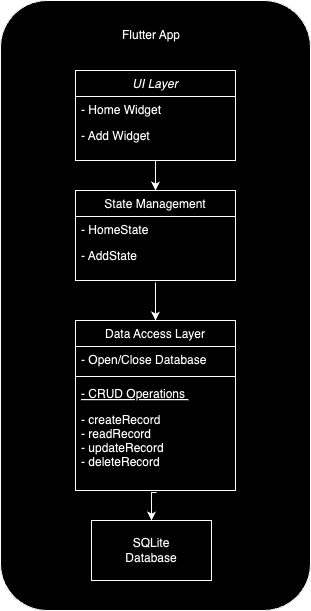 Flutter App
UI Layer
- Home Widget
- Add Widget
State Management
- HomeState
- AddState
Data Access Layer
- Open/Close Database
- CRUD Operations
- createRecord
- readRecord
- updateRecord
- deleteRecord
SQLite
Database